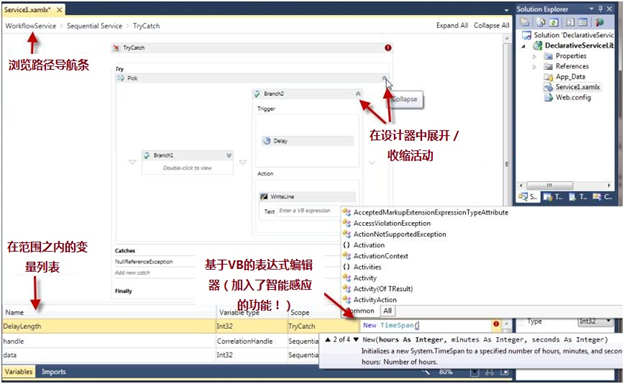 Service1.xamlx*
WorkflowService › Sequential Service › TryCatch
Expand All Collapse All
浏览路径导航条
TryCatch
Try
Pick
Collapse
Branch2
Trigger
Delay
Branch1
Double-click to view
Action
WriteLine
Text Enter a VB expression
在设计器中展开/
收缩活动
Catches
NullReferenceException
Add new catch
Finally
在范围之内的变
量列表
基于VB的表达式编辑
器(加入了智能感应
的功能!)
AcceptedMarkupExtensionExpressionTypeAttribute
AccessViolationException
ActionNotSupportedException
Activation
ActivationContext
Activities
Activity
Activity(Of TResult)
ActivityAction
Common All
Name Variable type Scope
DelayLength Int32 TryCatch New TimeSpan(
handle CorrelationHandle Sequential
data Int32 Sequential
▲ 2 of 4 ▼ New(hours As Integer, minutes As Integer, seconds As Integer)
Initializes a new System.TimeSpan to a specified number of hours, minutes, and secon
hours: Number of hours.
Variables Imports
80%
Solution Explorer
Solution 'DeclarativeServic
DeclarativeServiceLib
Properties
References
App_Data
Service1.xamlx
Web.config
S... T... T... C...
Type Int32